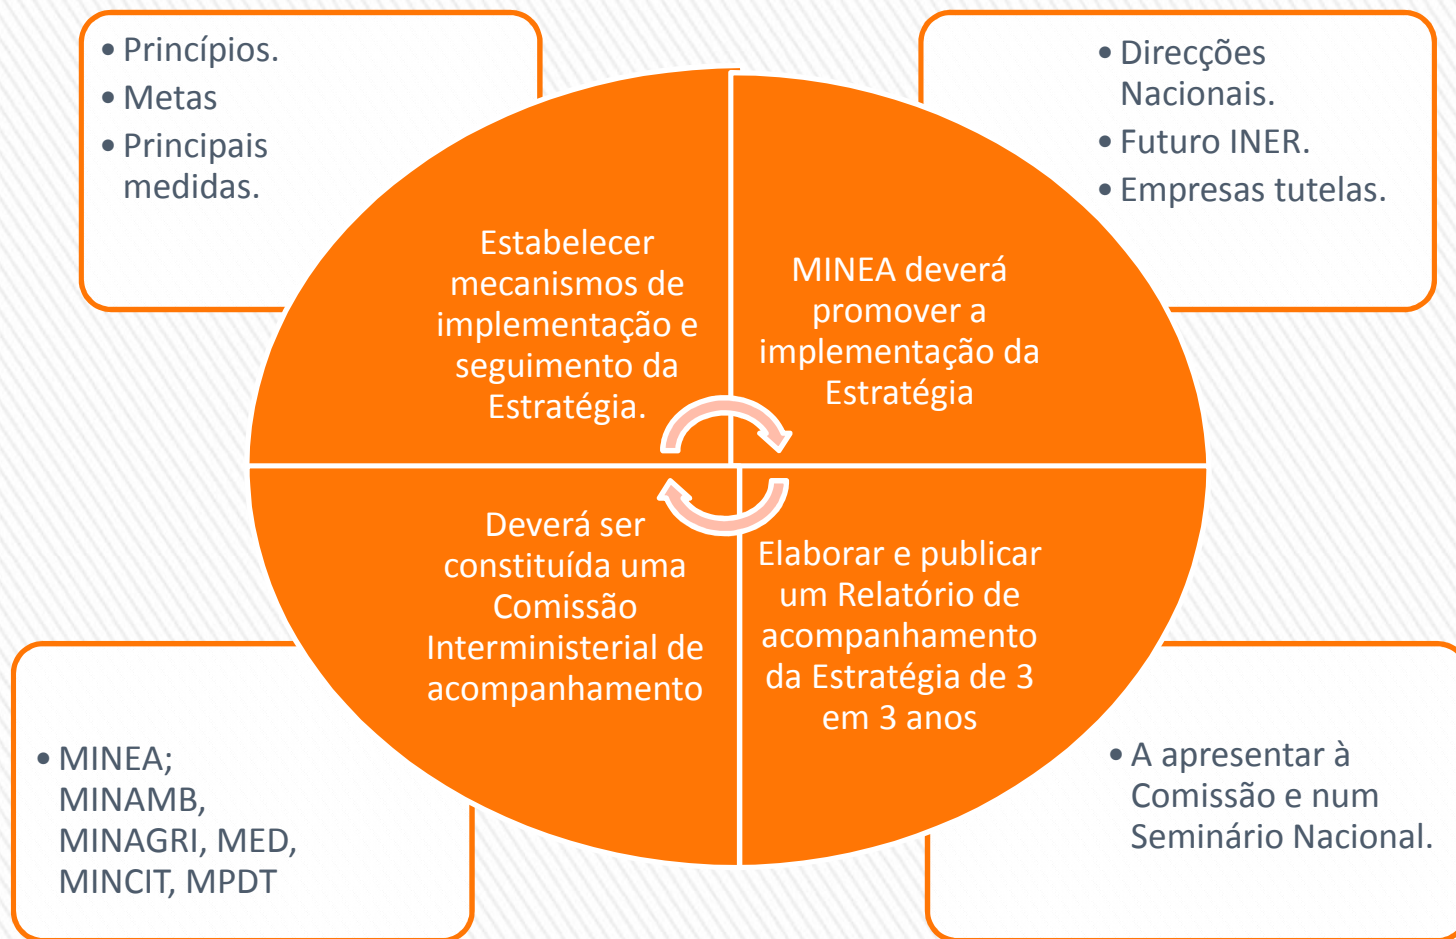 • Princípios.
• Metas
• Principais
medidas.
• Direcções
Nacionais.
• Futuro INER.
• Empresas tutelas.
Estabelecer
mecanismos de
implementação e
seguimento da
Estratégia.
MINEA deverá
promover a
implementação da
Estratégia
Deverá ser
constituída uma
Comissão
Interministerial de
acompanhamento
Elaborar e publicar
um Relatório de
acompanhamento
da Estratégia de 3
em 3 anos
• MINEA;
MINAMB,
MINAGRI, MED,
MINCIT, MPDT
• A apresentar à
Comissão e num
Seminário Nacional.